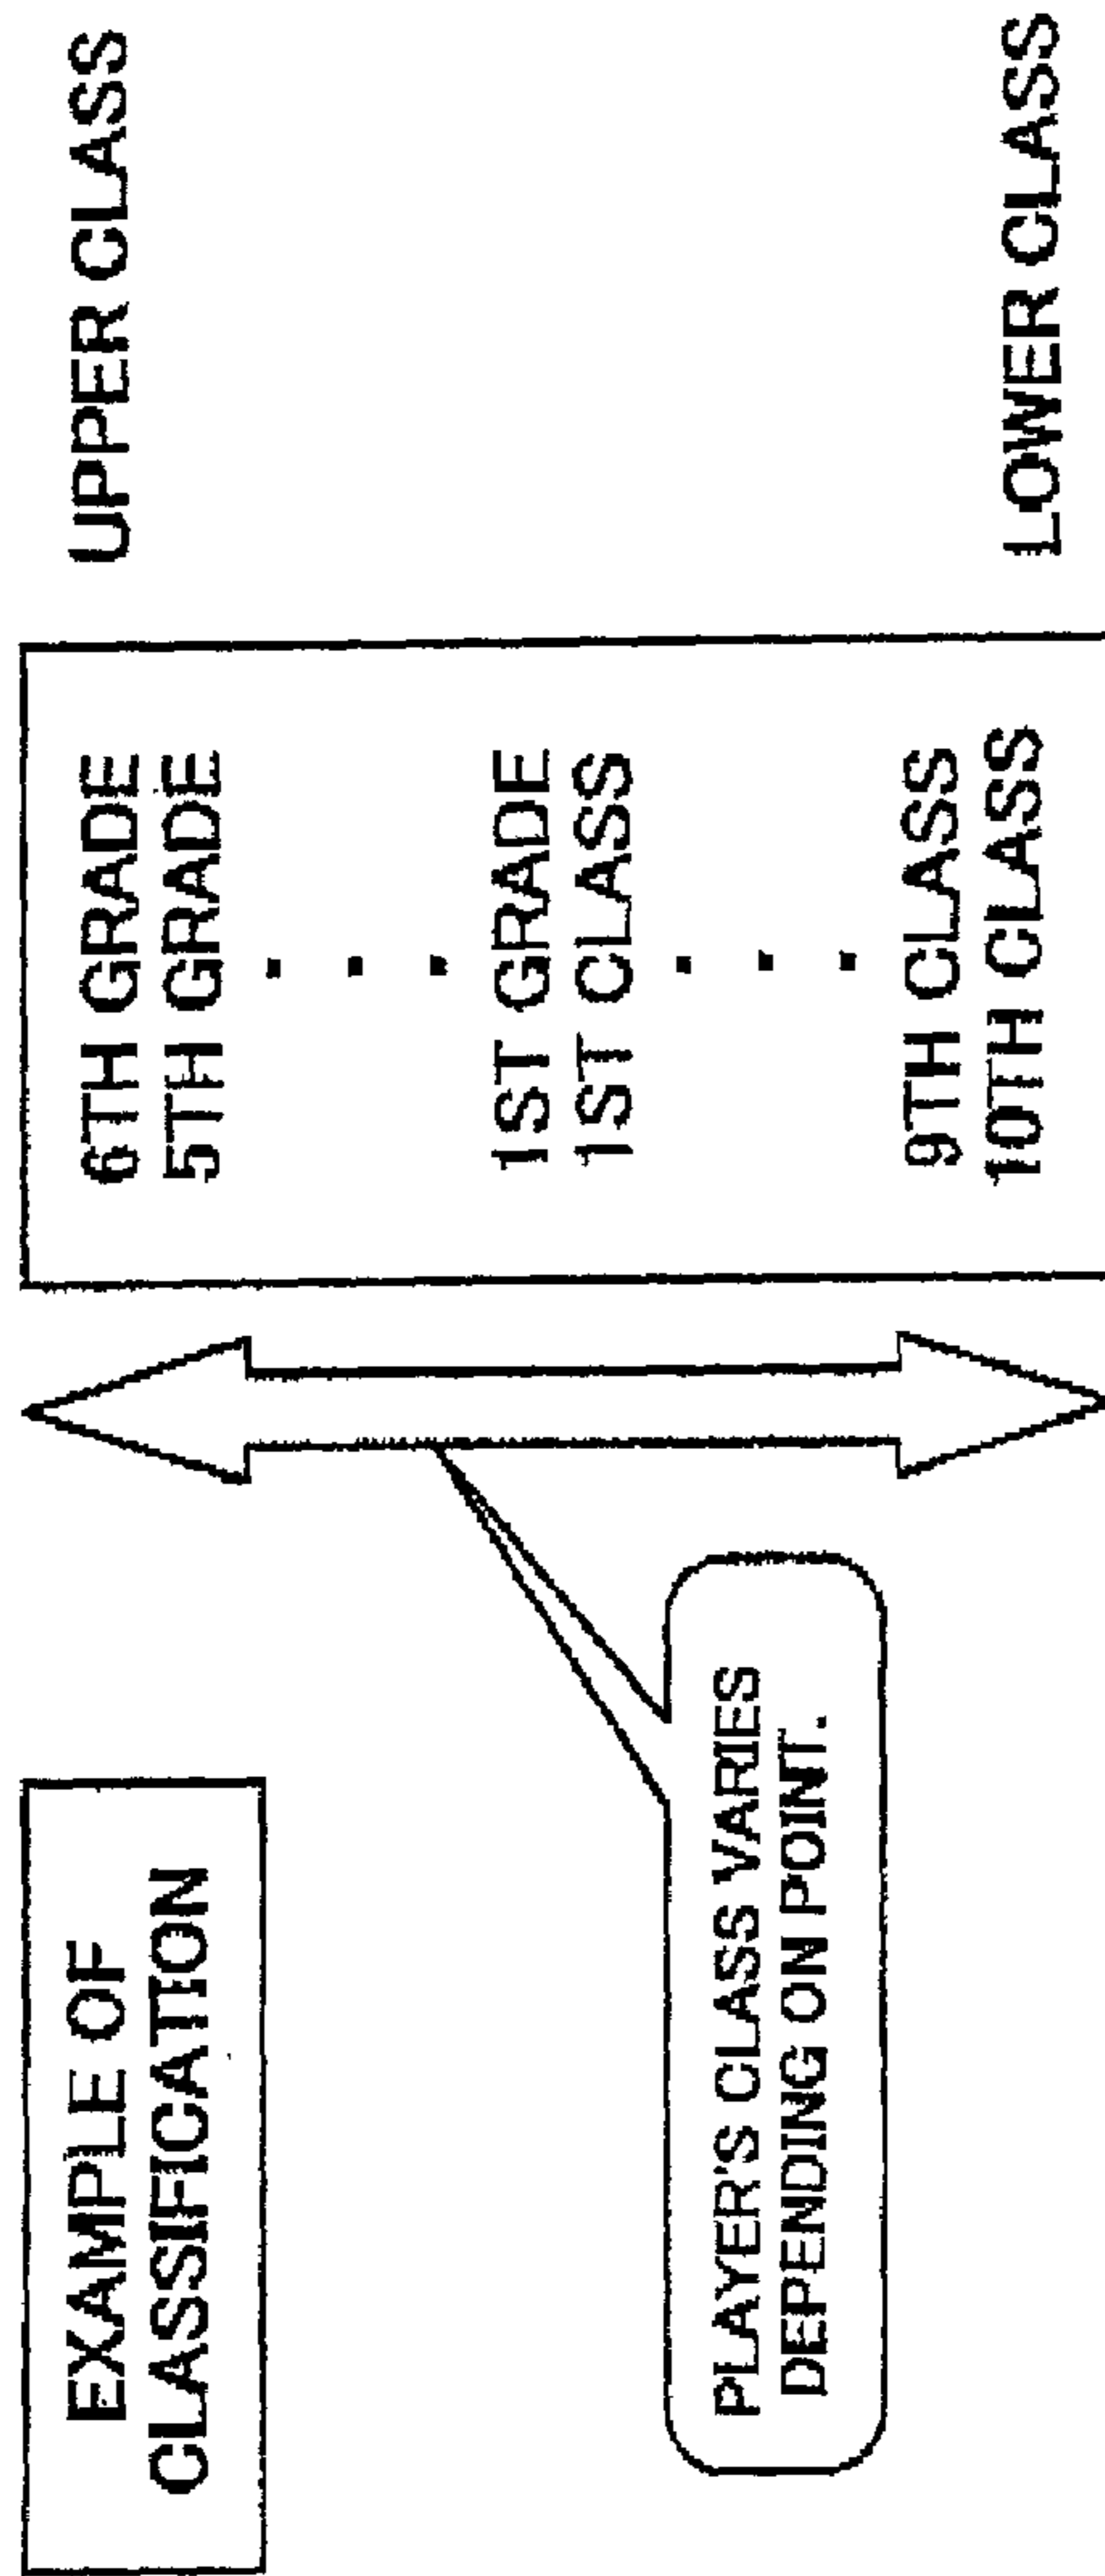 EXAMPLE OF
CLASSIFICATION
PLAYER'S CLASS VARIES
DEPENDING ON POINT.
6TH GRADE
5TH GRADE
.
.
.
1ST GRADE
1ST CLASS
.
.
.
9TH CLASS
10TH CLASS
UPPER CLASS
LOWER CLASS